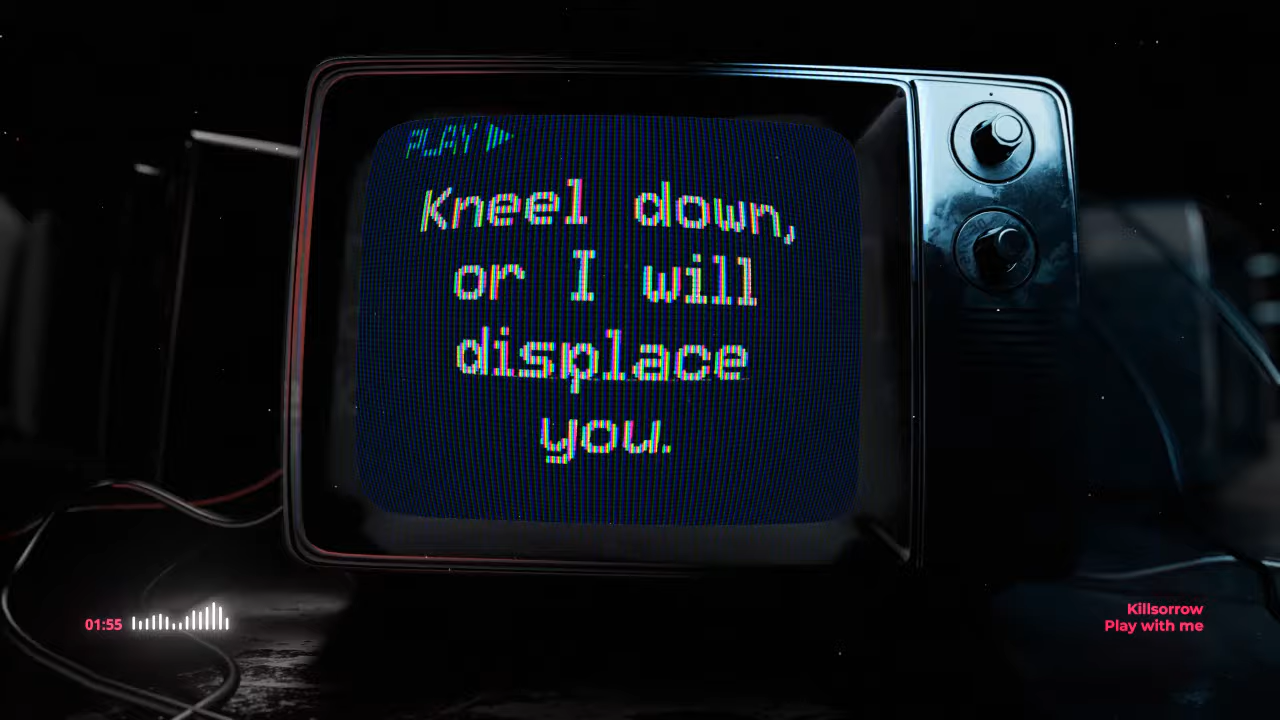 PLAY
Kneel down,
or I will
displace
you.
01:55
Killsorrow
Play with me